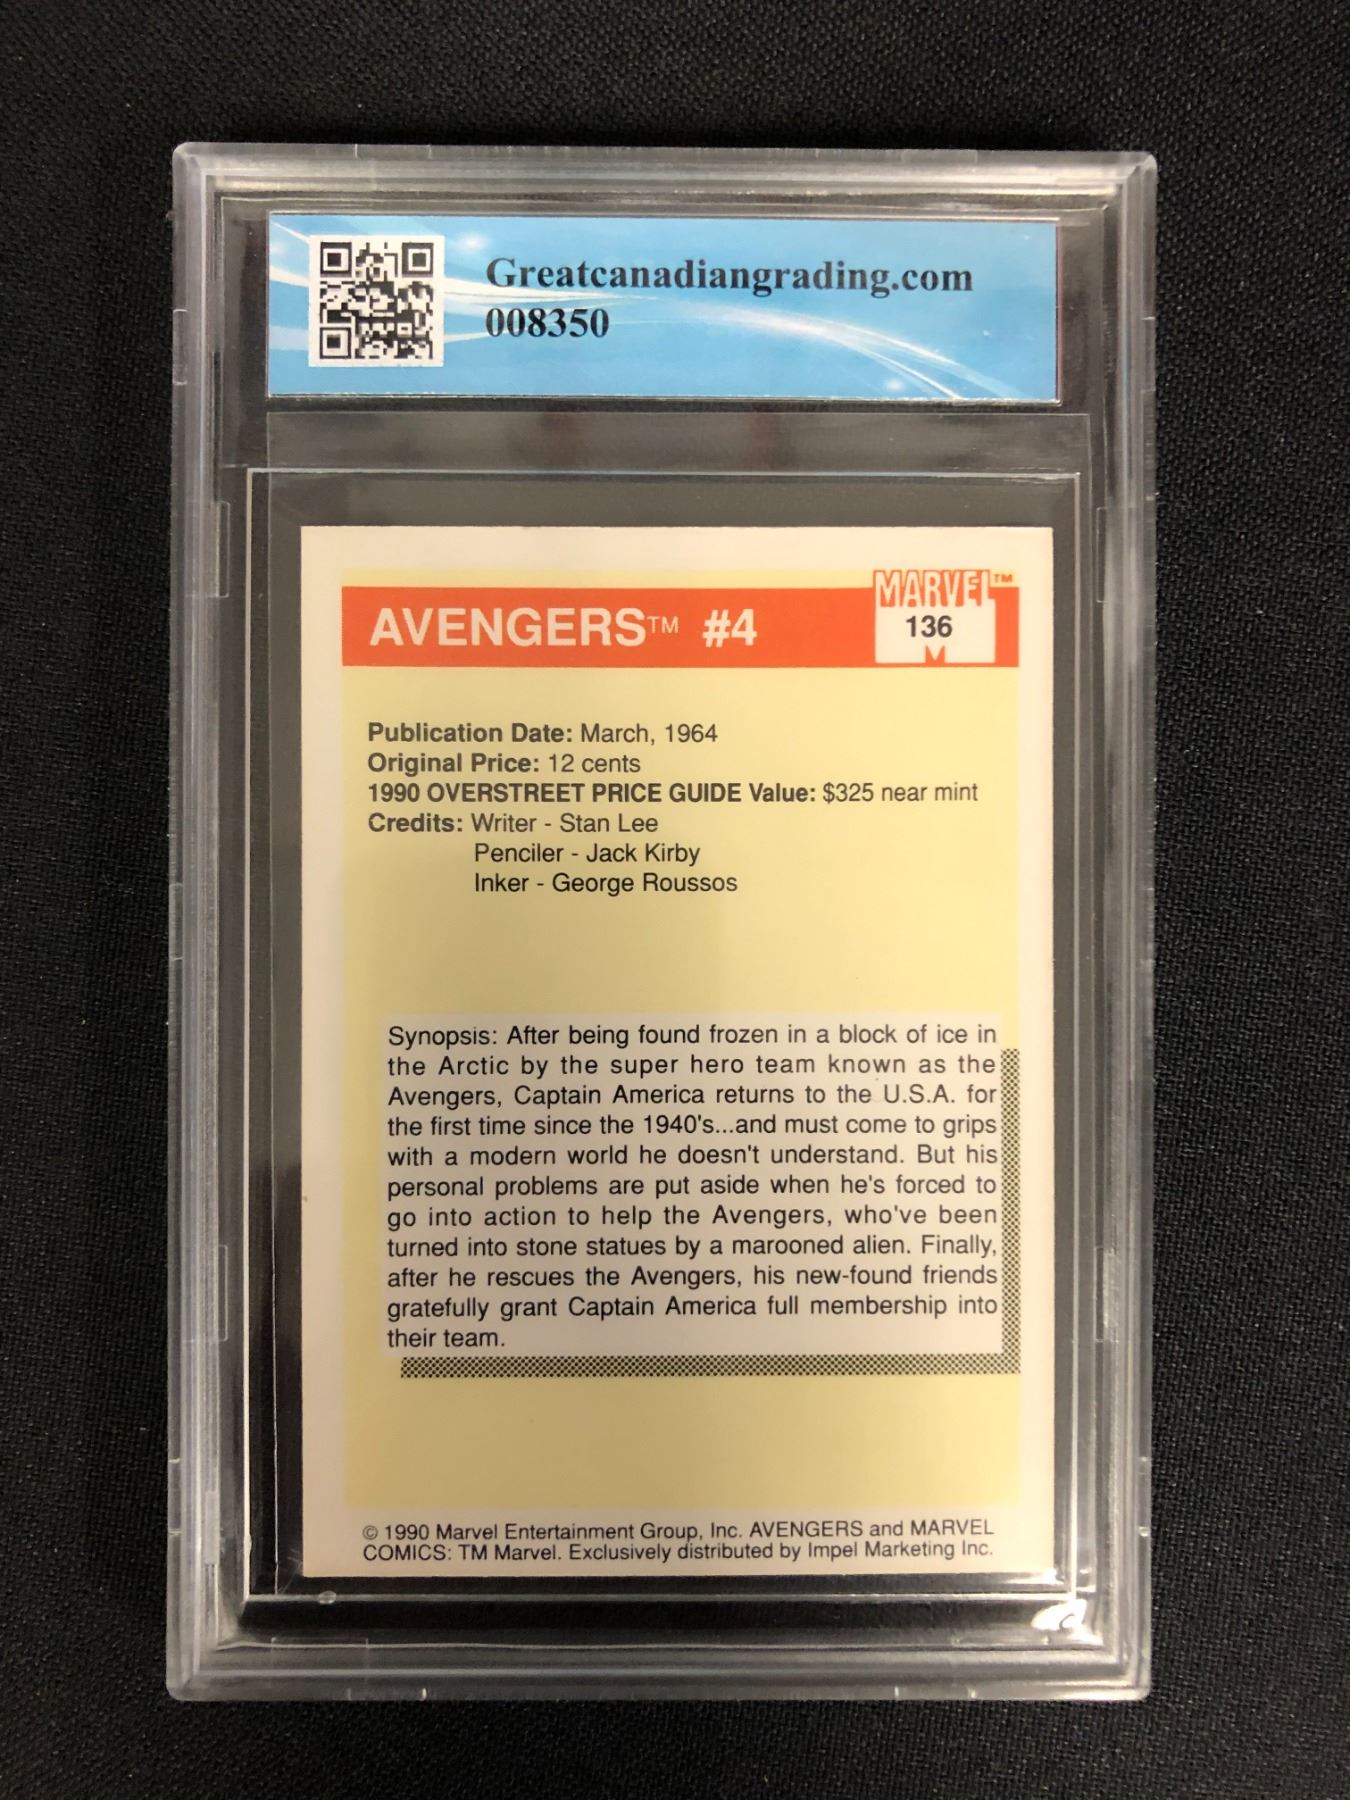 Greatcanadiangrading.com
008350
MARVEL™
AVENGERS™ #4
136
Publication Date: March, 1964
Original Price: 12 cents
1990 OVERSTREET PRICE GUIDE Value: $325 near mint
Credits: Writer - Stan Lee
Penciler - Jack Kirby
Inker - George Roussos
Synopsis: After being found frozen in a block of ice in
the Arctic by the super hero team known as the
Avengers, Captain America returns to the U.S.A. for
the first time since the 1940's...and must come to grips
with a modern world he doesn't understand. But his
personal problems are put aside when he's forced to
go into action to help the Avengers, who've been
turned into stone statues by a marooned alien. Finally,
after he rescues the Avengers, his new-found friends
gratefully grant Captain America full membership into
their team.
© 1990 Marvel Entertainment Group, Inc. AVENGERS and MARVEL
COMICS: TM Marvel. Exclusively distributed by Impel Marketing Inc.